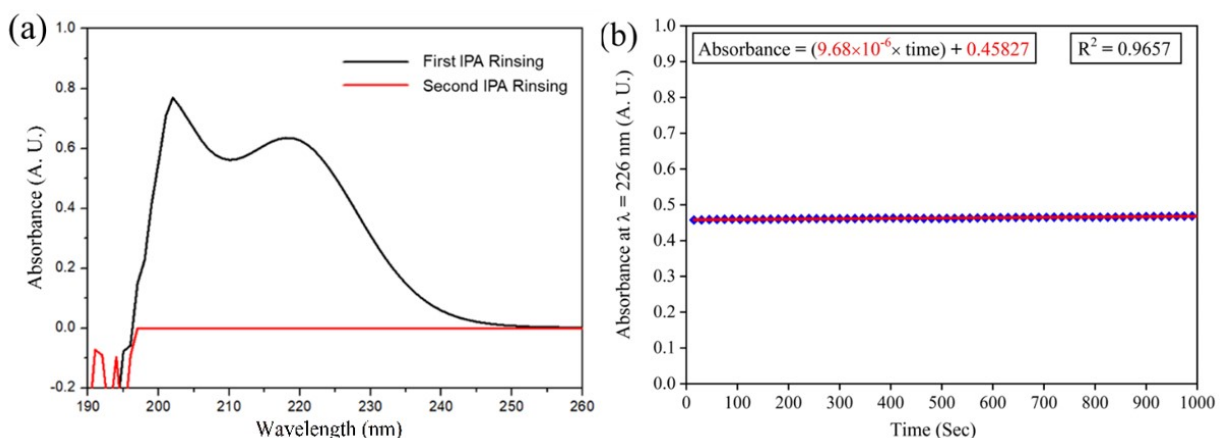 (a)
1.0
0.8
0.6
0.4
0.2
0.0
-0.2
Absorbance (A. U.)
First IPA Rinsing
Second IPA Rinsing
190 200 210 220 230 240 250 260
Wavelength (nm)
(b)
1.0
0.9
0.8
0.7
0.6
0.5
0.4
0.3
0.2
0.1
0.0
Absorbance at λ = 226 nm (A. U.)
Absorbance = (9.68×10⁻⁶× time) + 0.45827
R² = 0.9657
0 100 200 300 400 500 600 700 800 900 1000
Time (Sec)